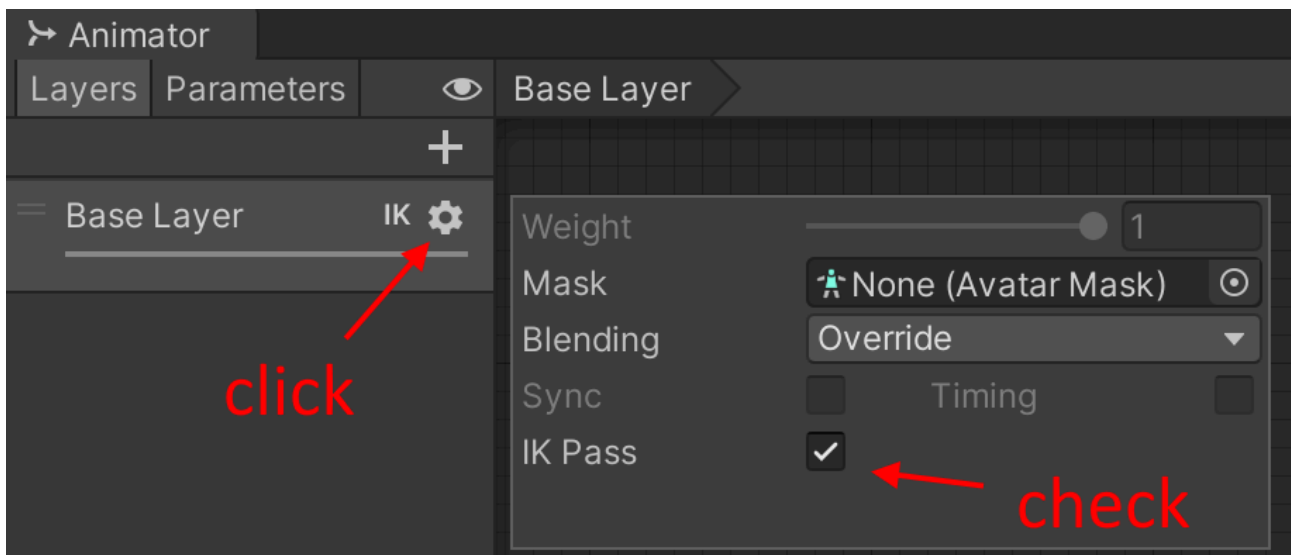 Animator
Layers Parameters
Base Layer
+
Base Layer IK
click
Weight 1
Mask None (Avatar Mask)
Blending Override
Sync Timing
IK Pass
check